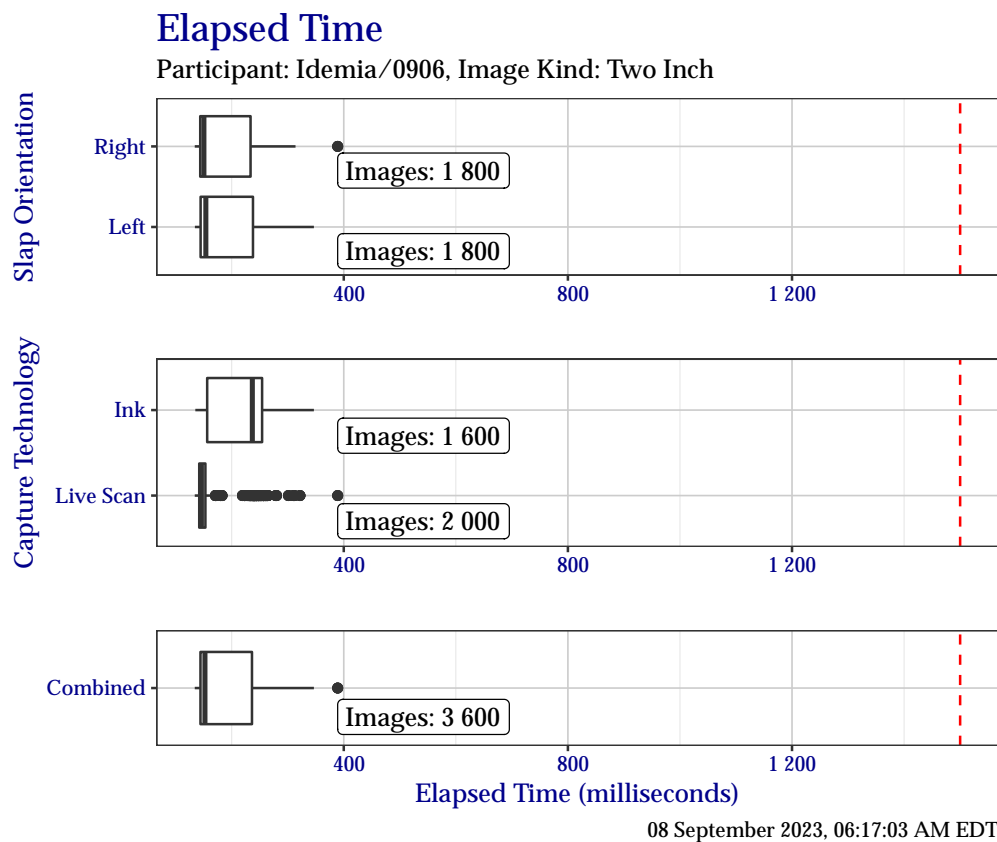 Elapsed Time
Participant: Idemia/0906, Image Kind: Two Inch
Slap Orientation
Right
Images: 1 800
Left
Images: 1 800
400 800 1 200
Capture Technology
Ink
Images: 1 600
Live Scan
Images: 2 000
400 800 1 200
Combined
Images: 3 600
400 800 1 200
Elapsed Time (milliseconds)
08 September 2023, 06:17:03 AM EDT